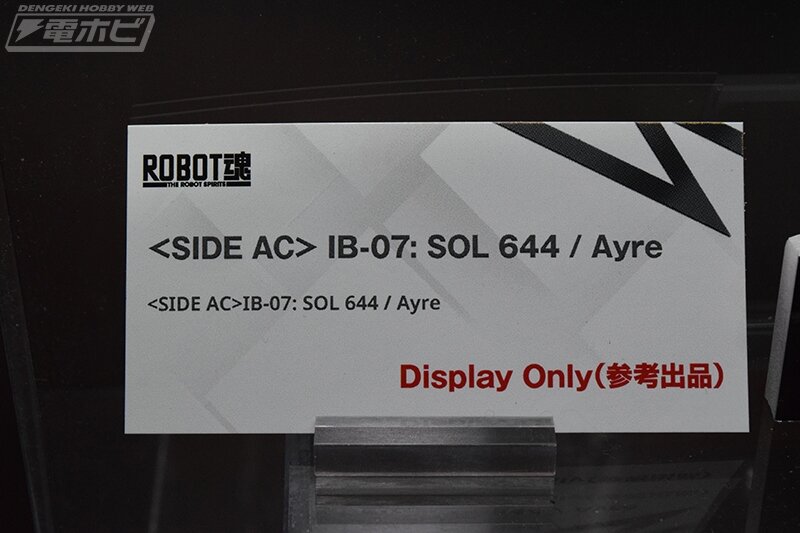 DENGEKI HOBBY WEB
電ホビ
ROBOT魂
THE ROBOT SPIRITS
<SIDE AC> IB-07: SOL 644 / Ayre
<SIDE AC>IB-07: SOL 644 / Ayre
Display Only(参考出品)